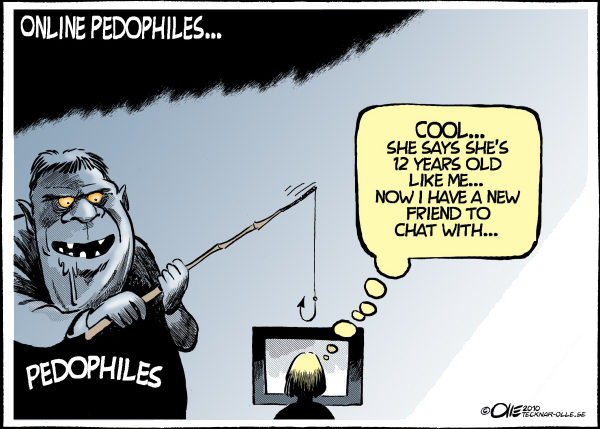 ONLINE PEDOPHILES...
COOL...
SHE SAYS SHE'S
12 YEARS OLD
LIKE ME...
NOW I HAVE A NEW
FRIEND TO
CHAT WITH...
PEDOPHILES
© Olle 2010
TECKNAR-OLLE.SE